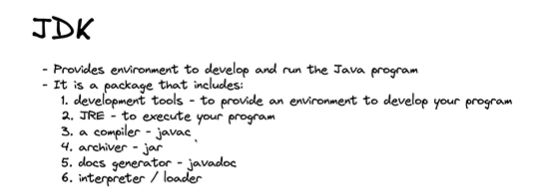 JDK
- Provides environment to develop and run the Java program
- It is a package that includes:
1. development tools - to provide an environment to develop your program
2. JRE - to execute your program
3. a compiler - javac
4. archiver - jar
5. docs generator - javadoc
6. interpreter / loader